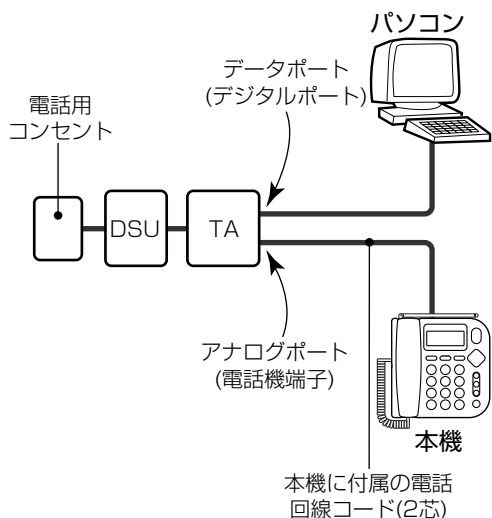 パソコン
データポート
(デジタルポート)
電話用
コンセント
DSU
TA
アナログポート
(電話機端子)
本機
本機に付属の電話
回線コード(2芯)